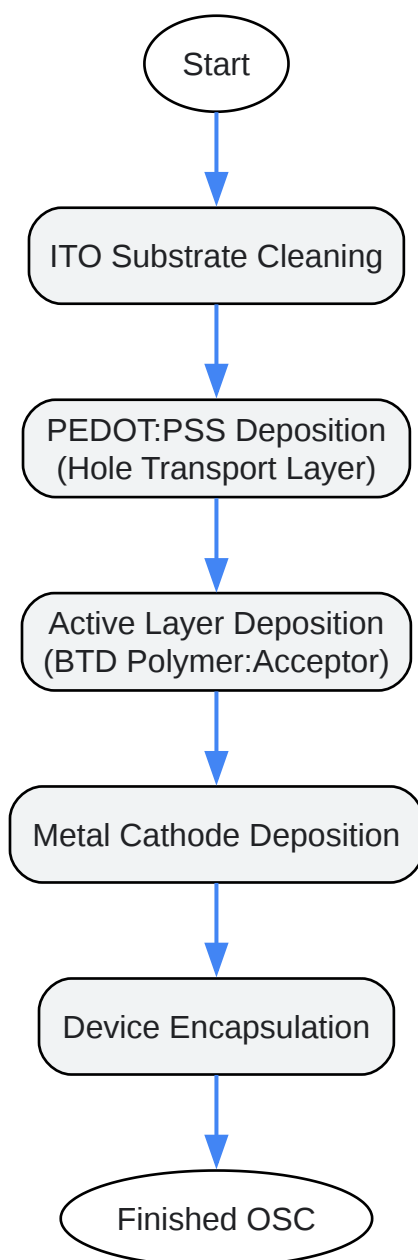 Start
ITO Substrate Cleaning
PEDOT:PSS Deposition
(Hole Transport Layer)
Active Layer Deposition
(BTD Polymer:Acceptor)
Metal Cathode Deposition
Device Encapsulation
Finished OSC